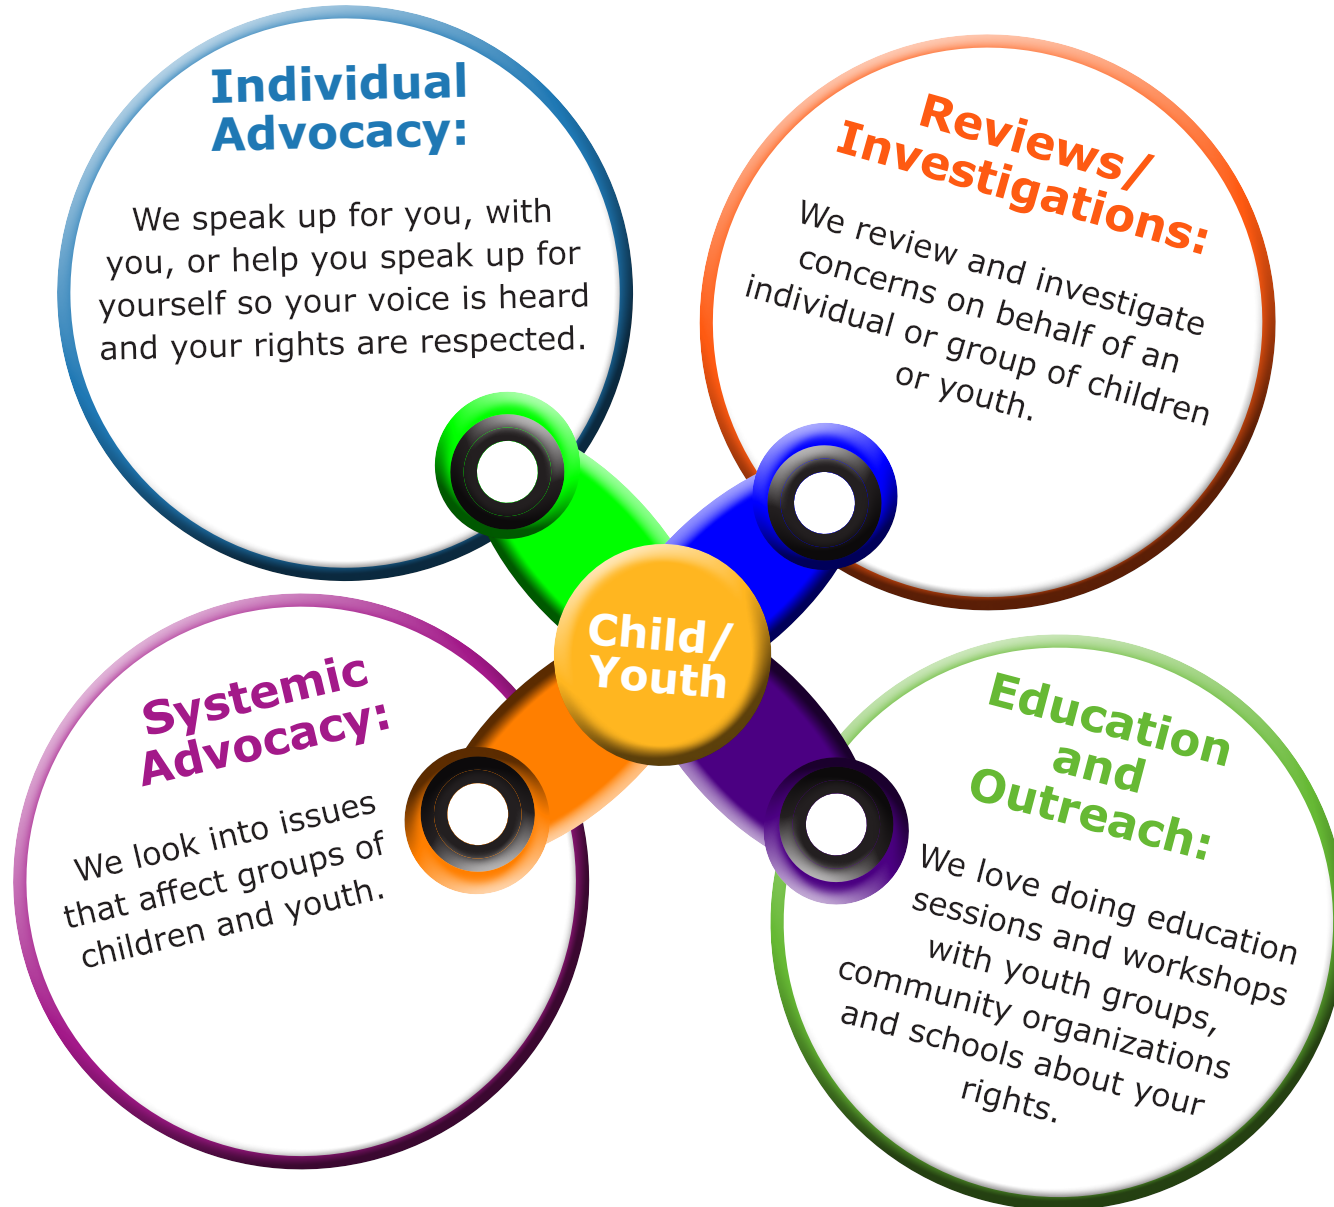 Individual
Advocacy:
We speak up for you, with
you, or help you speak up for
yourself so your voice is heard
and your rights are respected.
Reviews/
Investigations:
We review and investigate
concerns on behalf of an
individual or group of children
or youth.
Child/
Youth
Systemic
Advocacy:
We look into issues
that affect groups of
children and youth.
Education
and
Outreach:
We love doing education
sessions and workshops
with youth groups,
community organizations
and schools about your
rights.